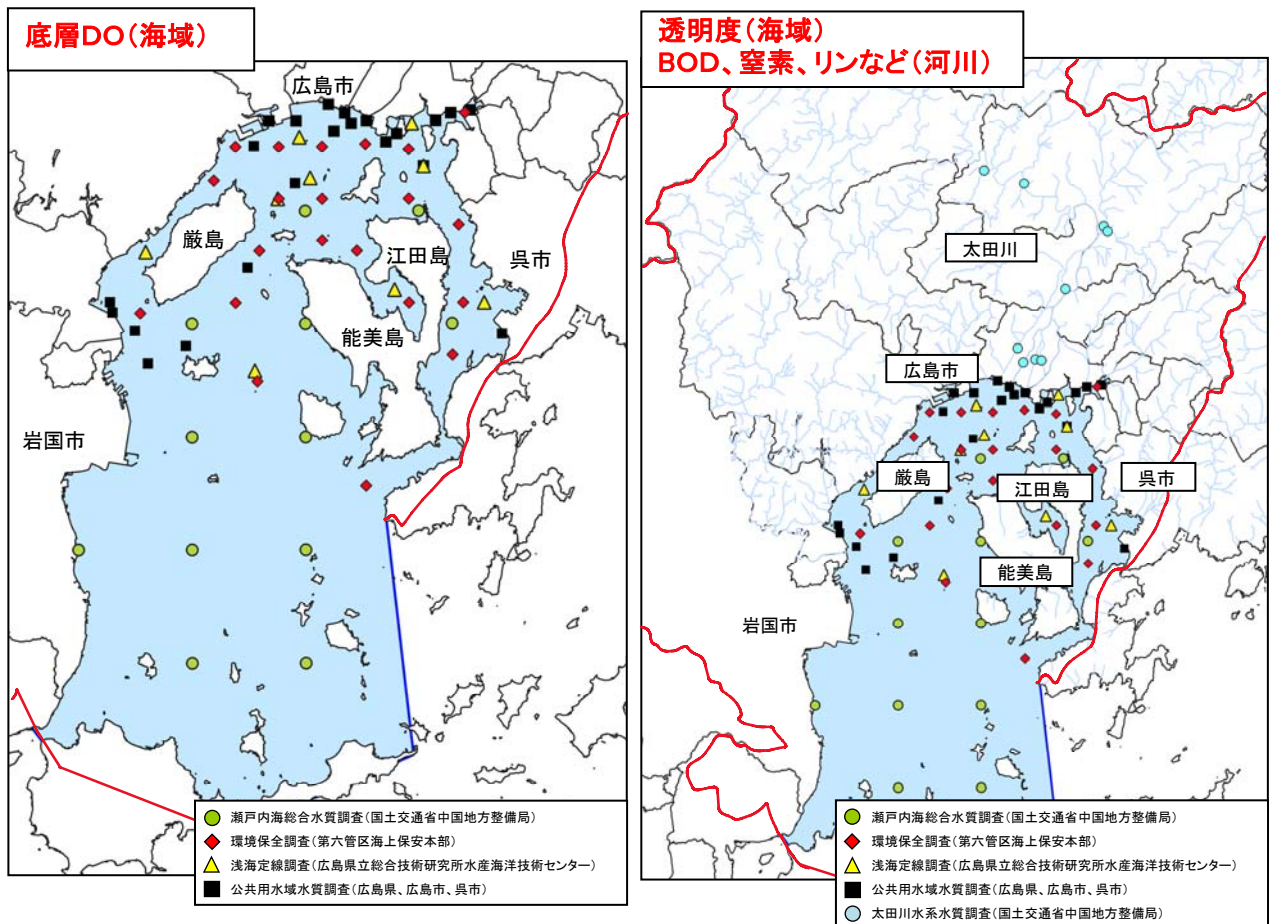 底層DO(海域)
広島市
厳島
江田島
呉市
能美島
岩国市
瀬戸内海総合水質調査(国土交通省中国地方整備局)
環境保全調査(第六管区海上保安本部)
浅海定線調査(広島県立総合技術研究所水産海洋技術センター)
公共用水域水質調査(広島県、広島市、呉市)
透明度(海域)
BOD、窒素、リンなど(河川)
太田川
広島市
厳島
江田島
呉市
能美島
岩国市
瀬戸内海総合水質調査(国土交通省中国地方整備局)
環境保全調査(第六管区海上保安本部)
浅海定線調査(広島県立総合技術研究所水産海洋技術センター)
公共用水域水質調査(広島県、広島市、呉市)
太田川水系水質調査(国土交通省中国地方整備局)